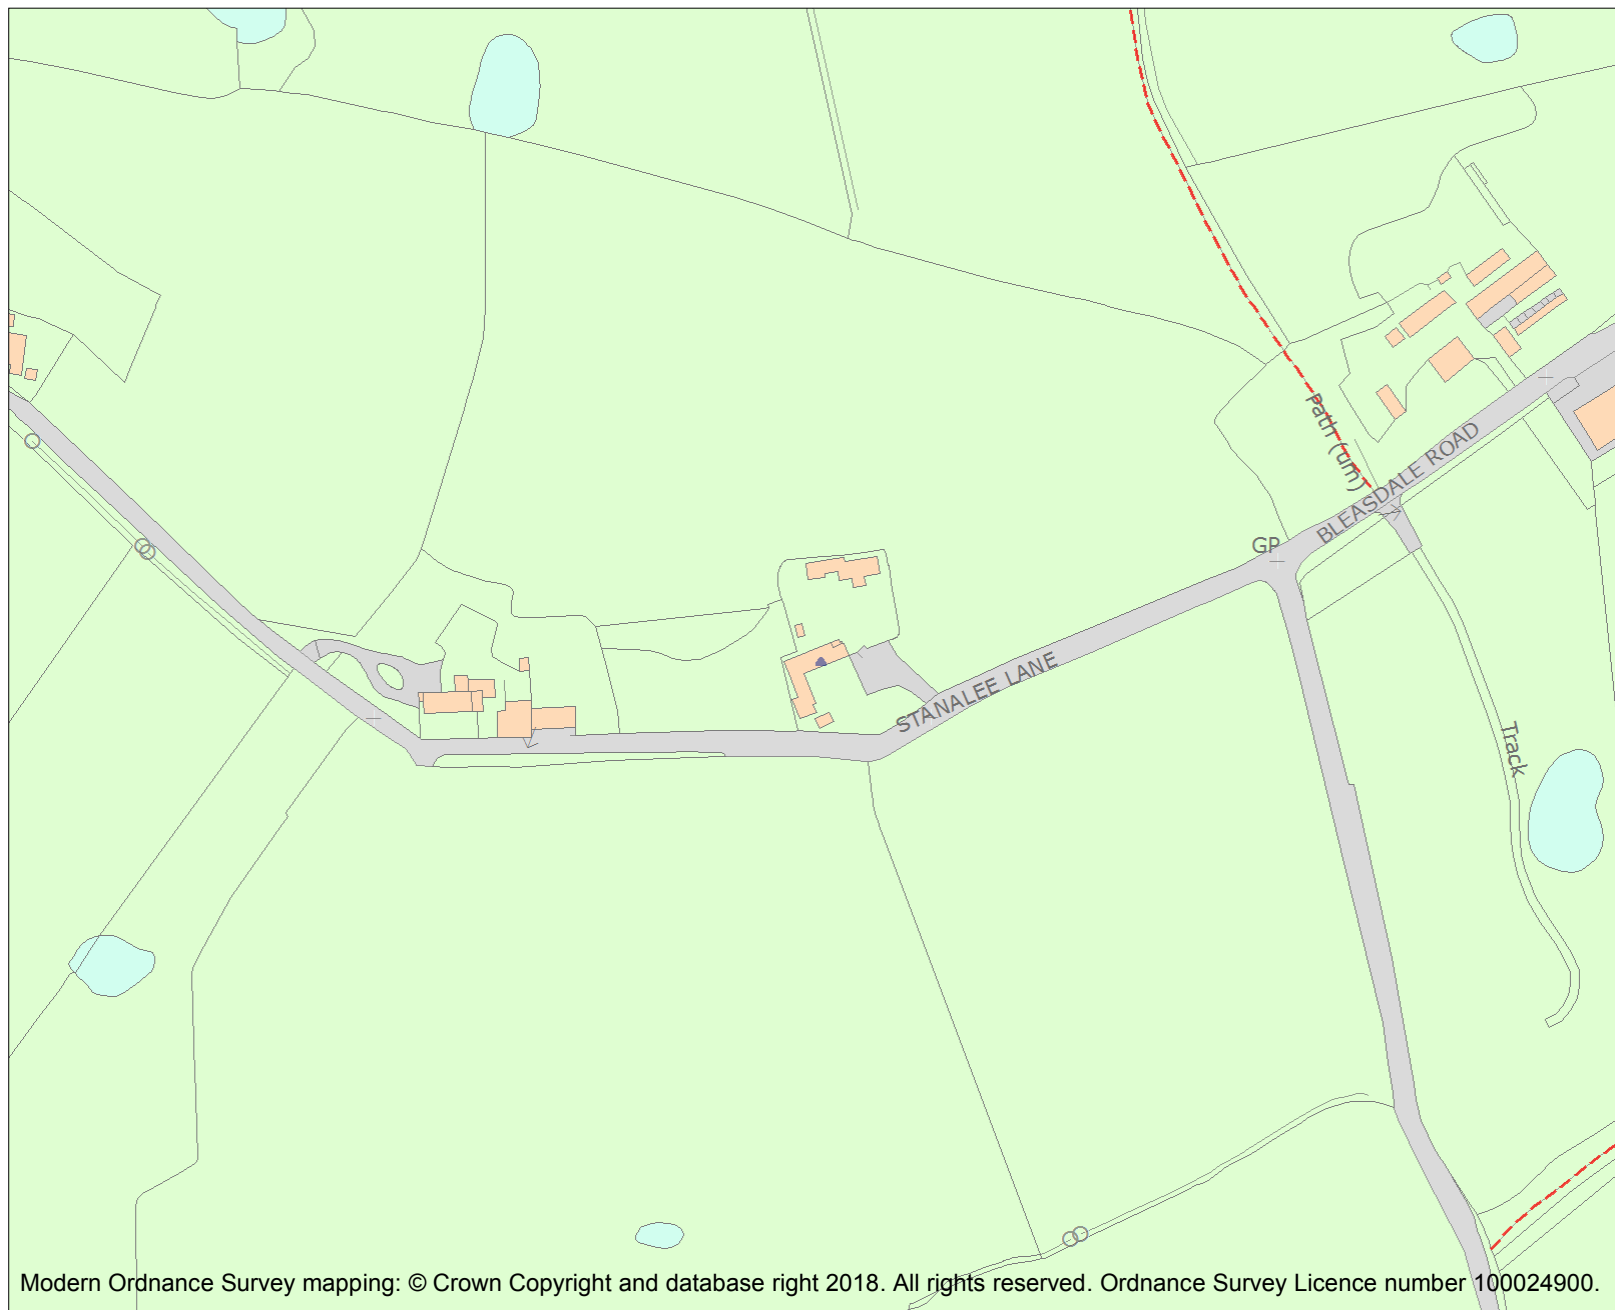 Path (um)
BLEASDALE ROAD
GP
STANALEE LANE
Track
Modern Ordnance Survey mapping: © Crown Copyright and database right 2018. All rights reserved. Ordnance Survey Licence number 100024900.